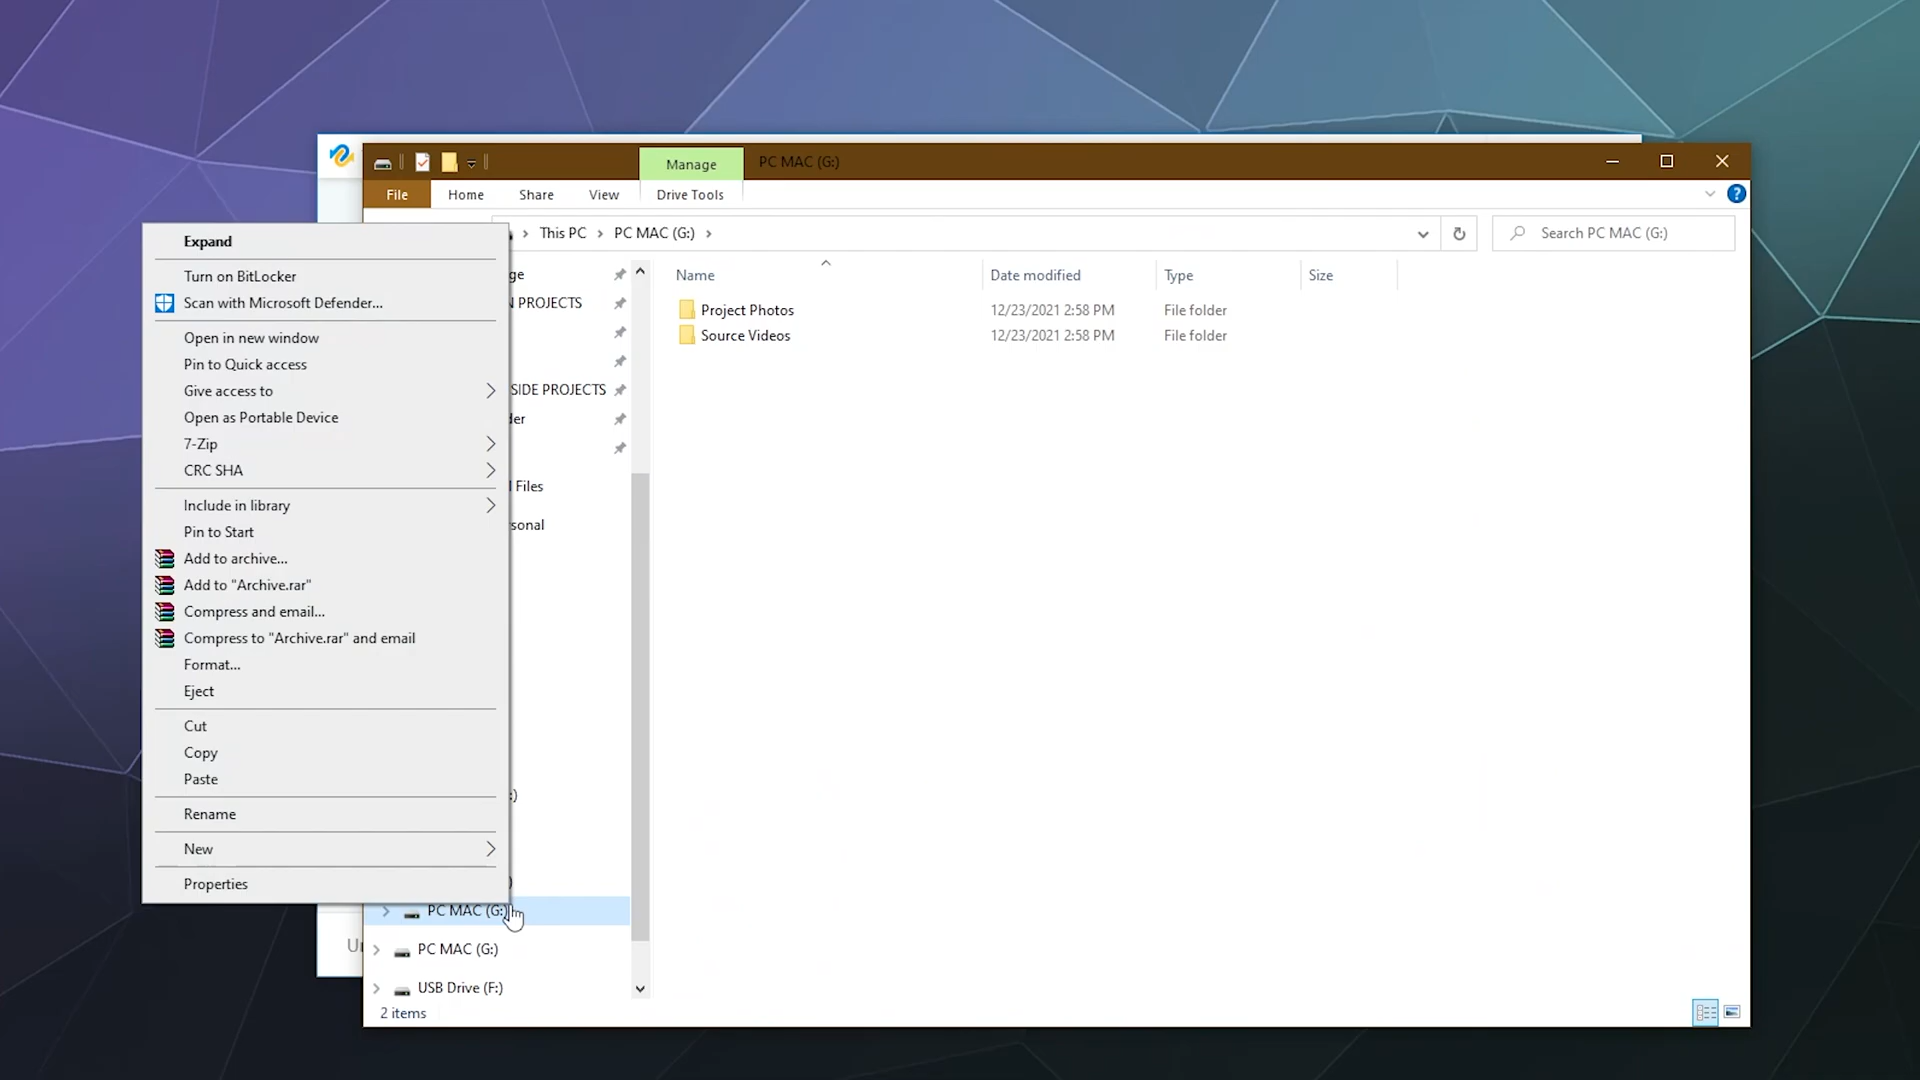 Manage
PC MAC (G:)
File
Home
Share
View
Drive Tools
This PC
PC MAC (G:)
Search PC MAC (G:)
Expand
Turn on BitLocker
Scan with Microsoft Defender...
Open in new window
Pin to Quick access
Give access to
Open as Portable Device
7-Zip
CRC SHA
Include in library
Pin to Start
Add to archive...
Add to "Archive.rar"
Compress and email...
Compress to "Archive.rar" and email
Format...
Eject
Cut
Copy
Paste
Rename
New
Properties
ge
N PROJECTS
SIDE PROJECTS
der
Files
sonal
:)
)
PC MAC (G:)
PC MAC (G:)
USB Drive (F:)
2 items
Name
Date modified
Type
Size
Project Photos
12/23/2021 2:58 PM
File folder
Source Videos
12/23/2021 2:58 PM
File folder